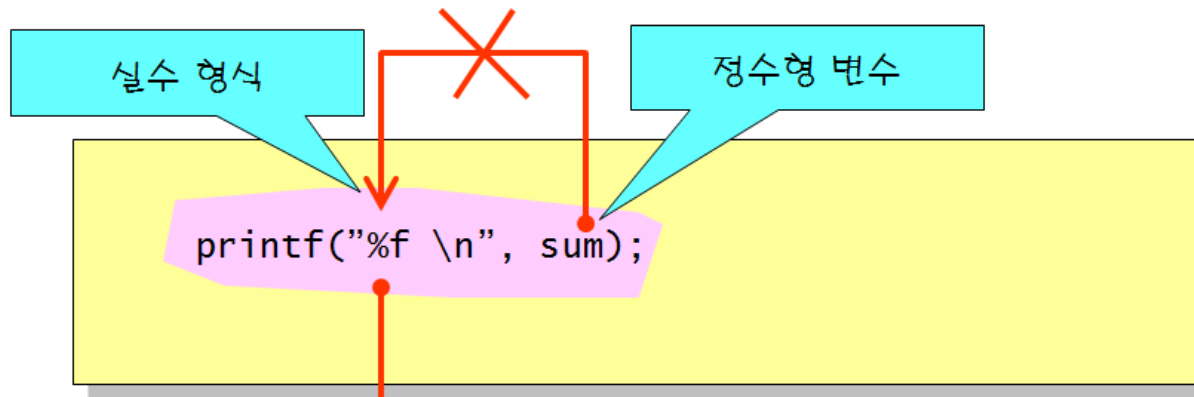 실수 형식
정수형 변수
printf("%f \n", sum);